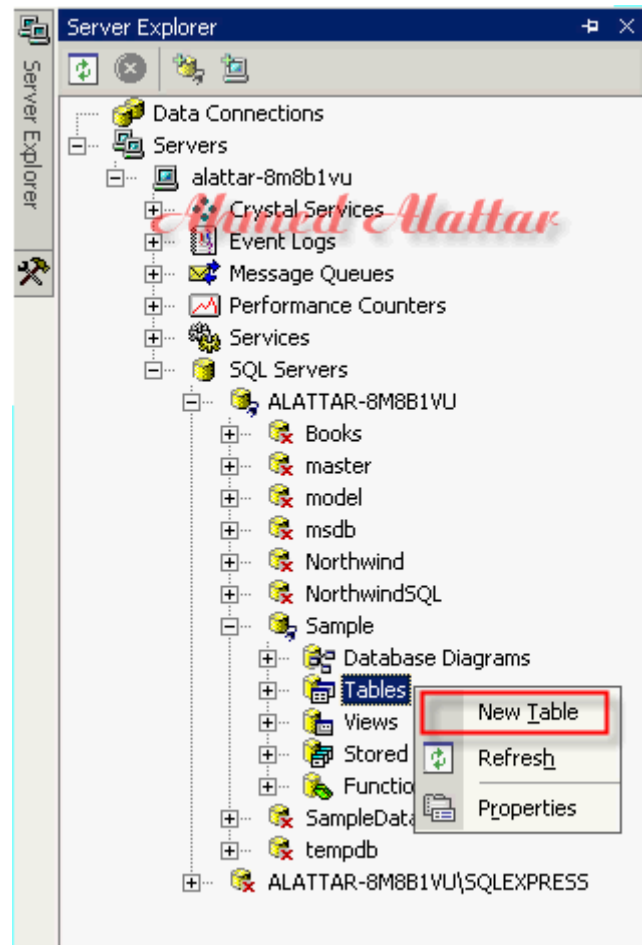 Server Explorer
Server Explorer
Data Connections
Servers
alattar-8m8b1vu
Crystal Services
Ahmed Alattar
Event Logs
Message Queues
Performance Counters
Services
SQL Servers
ALATTAR-8M8B1VU
Books
master
model
msdb
Northwind
NorthwindSQL
Sample
Database Diagrams
Tables
New Table
Views
Stored
Refresh
Functio
Properties
SampleData
tempdb
ALATTAR-8M8B1VU\SQLEXPRESS